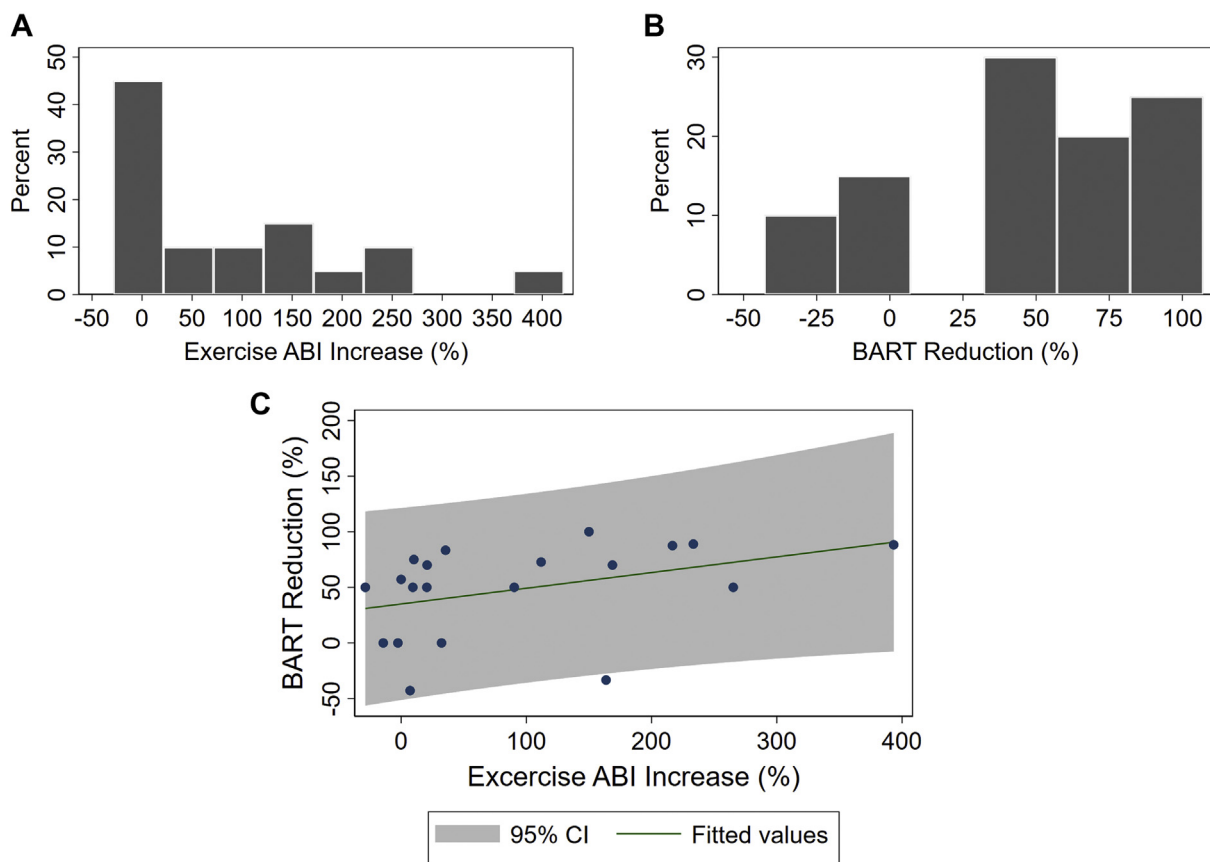 A
Percent
50
40
30
20
10
0
-50 0 50 100 150 200 250 300 350 400
Exercise ABI Increase (%)
B
Percent
30
20
10
0
-50 -25 0 25 50 75 100
BART Reduction (%)
C
BART Reduction (%)
200
150
100
50
0
-50
0 100 200 300 400
Excercise ABI Increase (%)
95% CI Fitted values